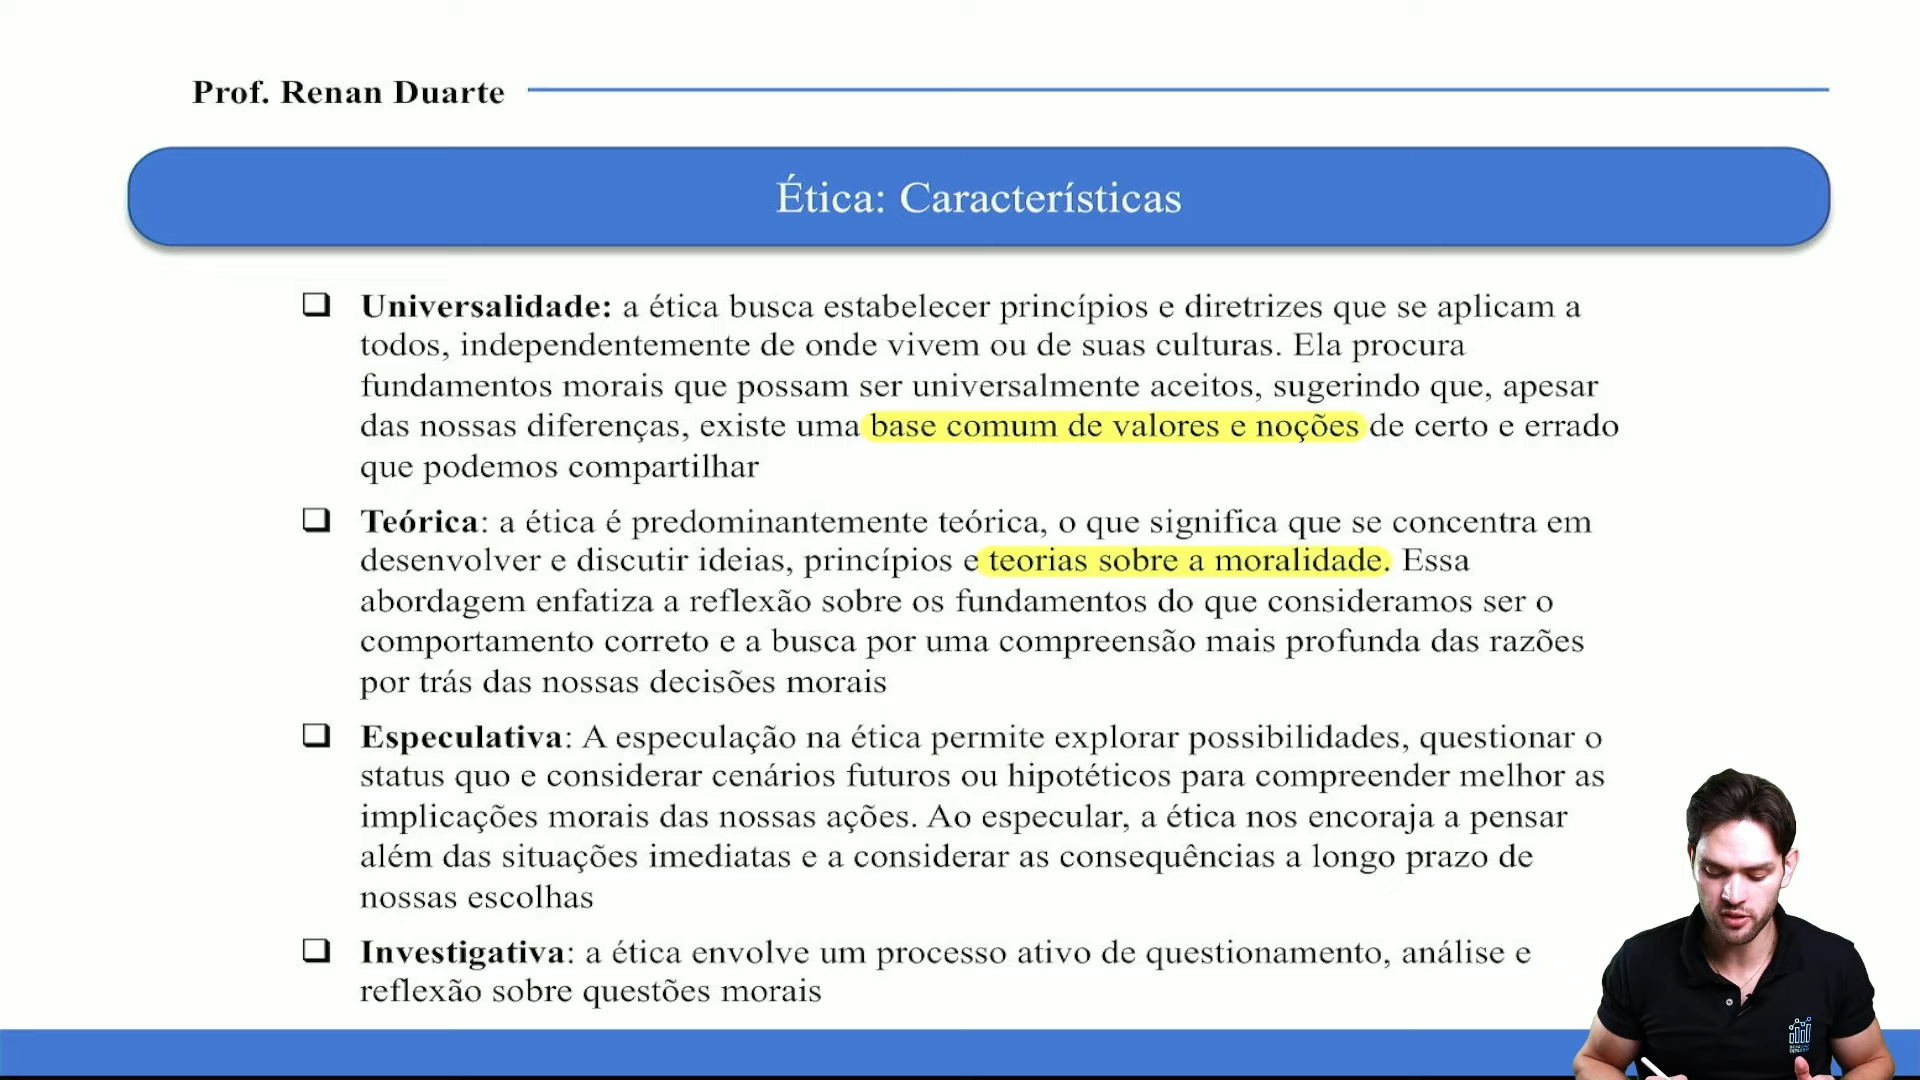 Prof. Renan Duarte
Ética: Características
Universalidade: a ética busca estabelecer princípios e diretrizes que se aplicam a
todos, independentemente de onde vivem ou de suas culturas. Ela procura
fundamentos morais que possam ser universalmente aceitos, sugerindo que, apesar
das nossas diferenças, existe uma base comum de valores e noções de certo e errado
que podemos compartilhar
Teórica: a ética é predominantemente teórica, o que significa que se concentra em
desenvolver e discutir ideias, princípios e teorias sobre a moralidade. Essa
abordagem enfatiza a reflexão sobre os fundamentos do que consideramos ser o
comportamento correto e a busca por uma compreensão mais profunda das razões
por trás das nossas decisões morais
Especulativa: A especulação na ética permite explorar possibilidades, questionar o
status quo e considerar cenários futuros ou hipotéticos para compreender melhor as
implicações morais das nossas ações. Ao especular, a ética nos encoraja a pensar
além das situações imediatas e a considerar as consequências a longo prazo de
nossas escolhas
Investigativa: a ética envolve um processo ativo de questionamento, análise e
reflexão sobre questões morais